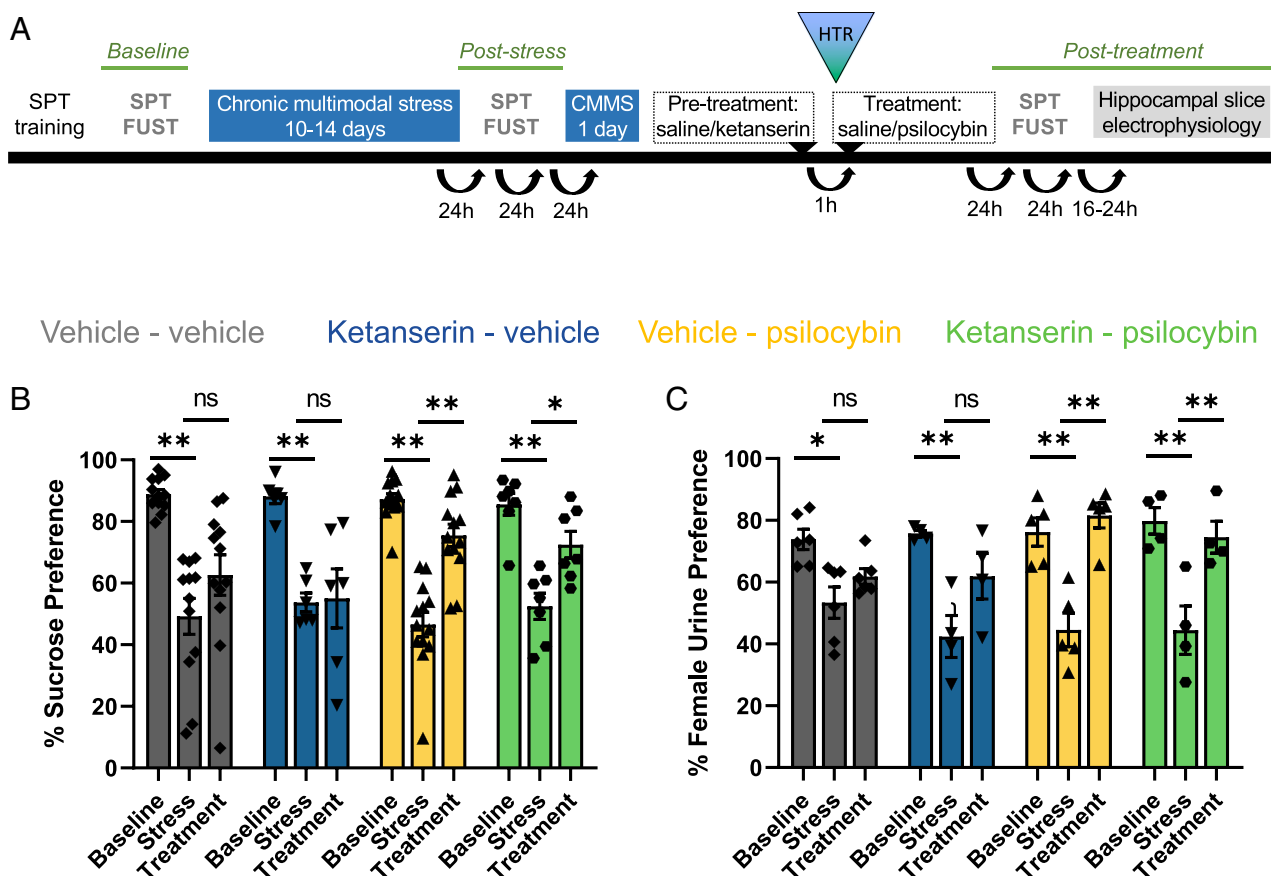 A
HTR
Baseline
Post-stress
Post-treatment
SPT
training
SPT
FUST
Chronic multimodal stress
10-14 days
SPT
FUST
CMMS
1 day
Pre-treatment:
saline/ketanserin
Treatment:
saline/psilocybin
SPT
FUST
Hippocampal slice
electrophysiology
24h
24h
24h
1h
24h
24h
16-24h
Vehicle - vehicle
Ketanserin - vehicle
Vehicle - psilocybin
Ketanserin - psilocybin
B
ns
ns
**
*
**
**
**
**
% Sucrose Preference
100
80
60
40
20
0
Baseline
Stress
Treatment
Baseline
Stress
Treatment
Baseline
Stress
Treatment
Baseline
Stress
Treatment
C
ns
ns
**
**
*
**
**
**
% Female Urine Preference
100
80
60
40
20
0
Baseline
Stress
Treatment
Baseline
Stress
Treatment
Baseline
Stress
Treatment
Baseline
Stress
Treatment